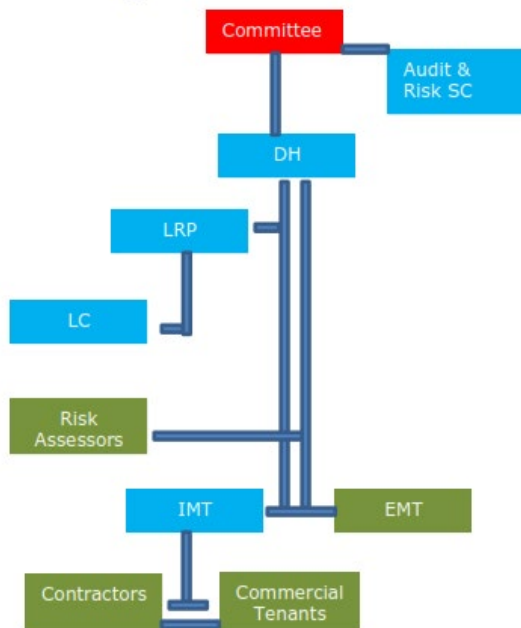 Committee
Audit &
Risk SC
DH
LRP
LC
Risk
Assessors
IMT
EMT
Contractors
Commercial
Tenants